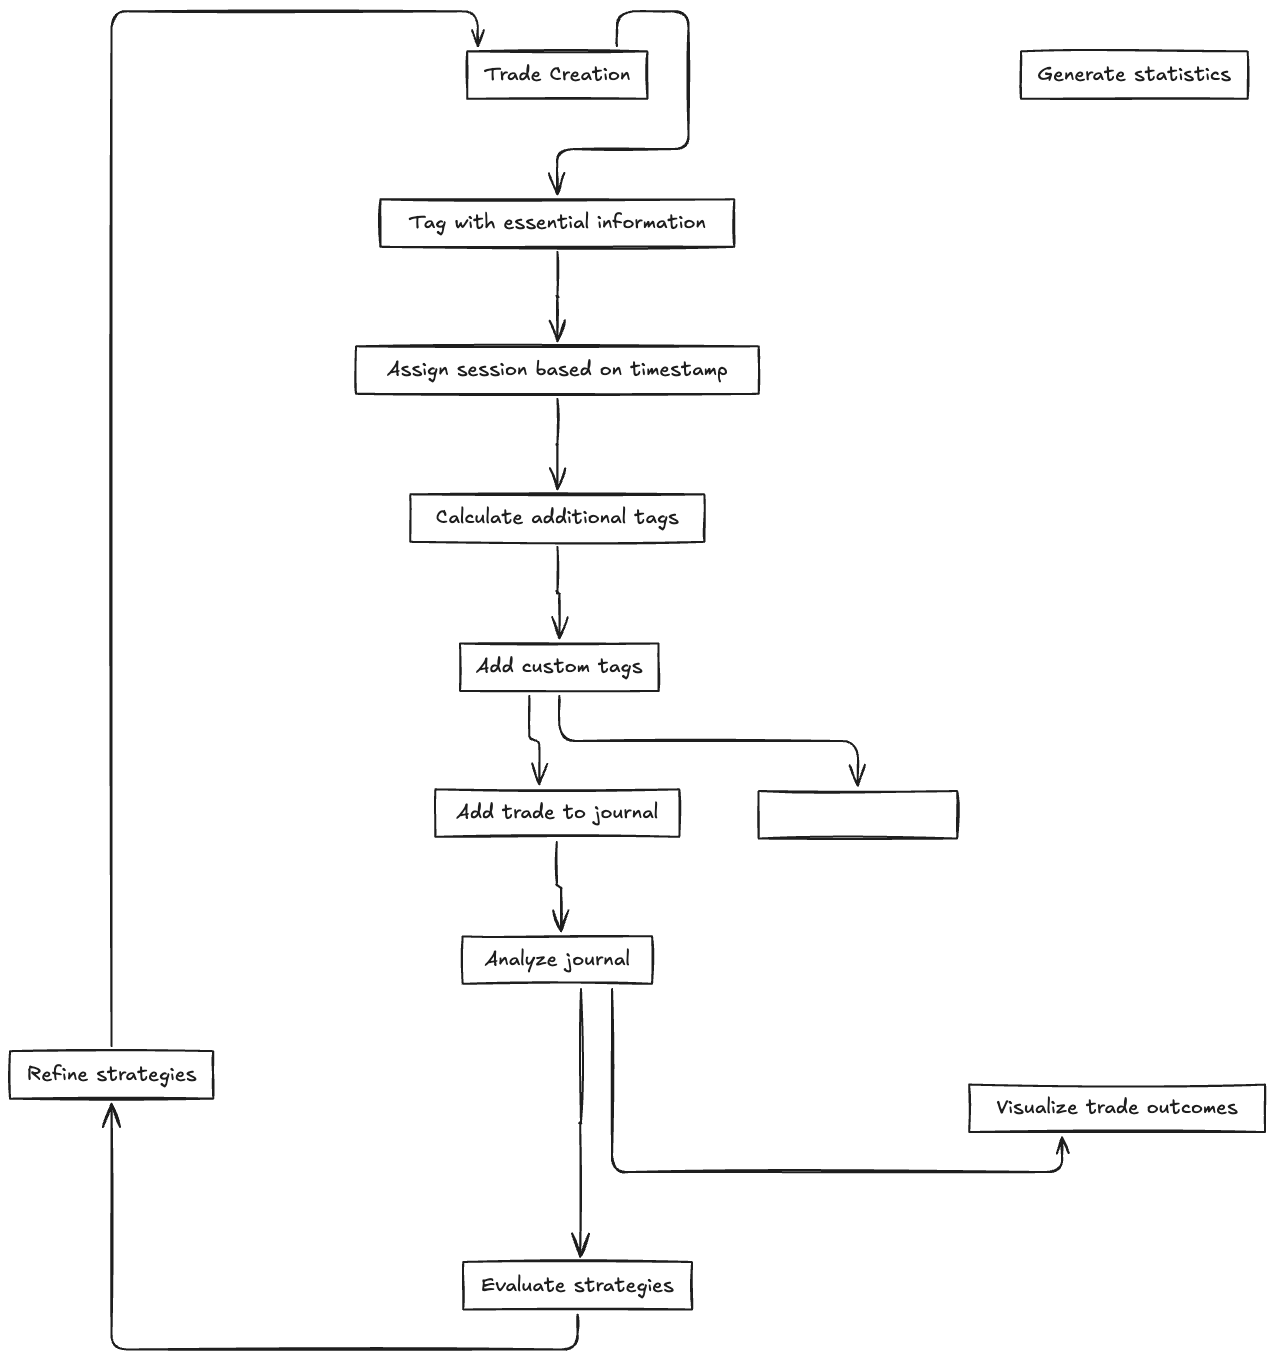 Trade Creation
Generate statistics
Tag with essential information
Assign session based on timestamp
Calculate additional tags
Add custom tags
Add trade to journal
Analyze journal
Refine strategies
Visualize trade outcomes
Evaluate strategies